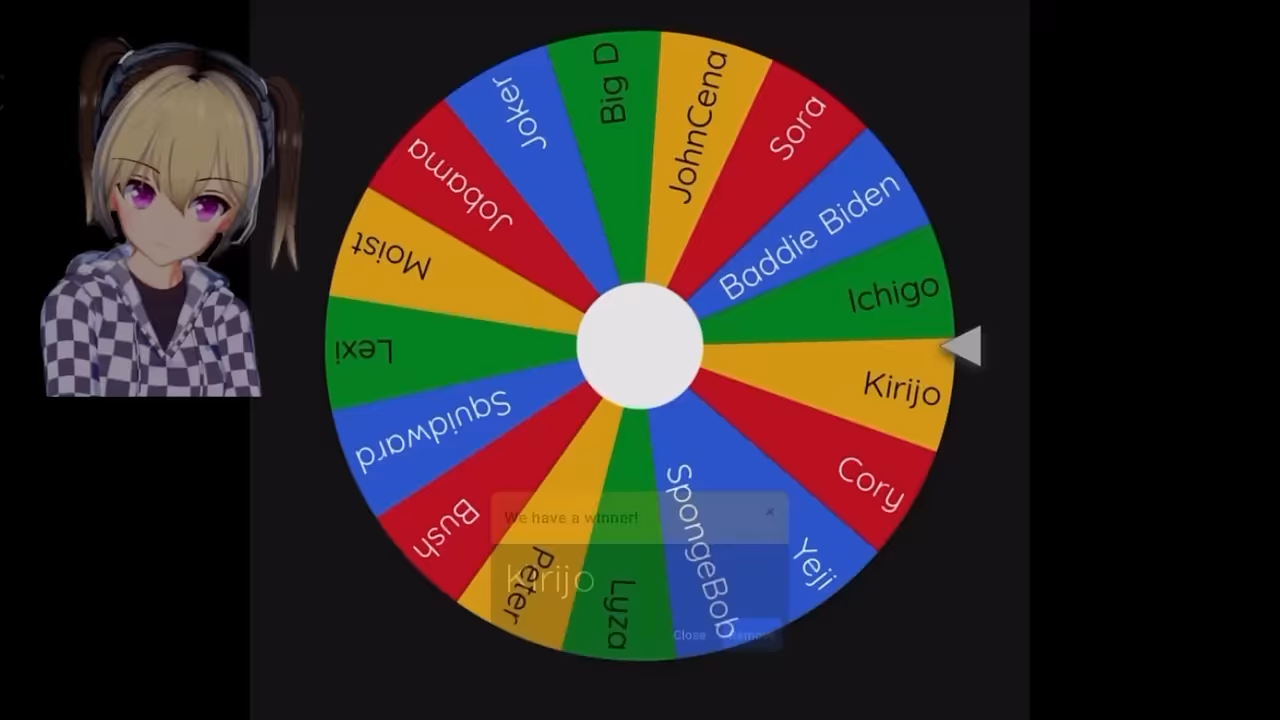 Big D
JohnCena
Sora
Baddie Biden
Ichigo
Kirijo
Cory
Yeji
SpongeBob
Lyza
Peter
Bush
Squidward
Lexi
Moist
Jobama
Joker
We have a winner!
×
Kirijo
Close
Remove